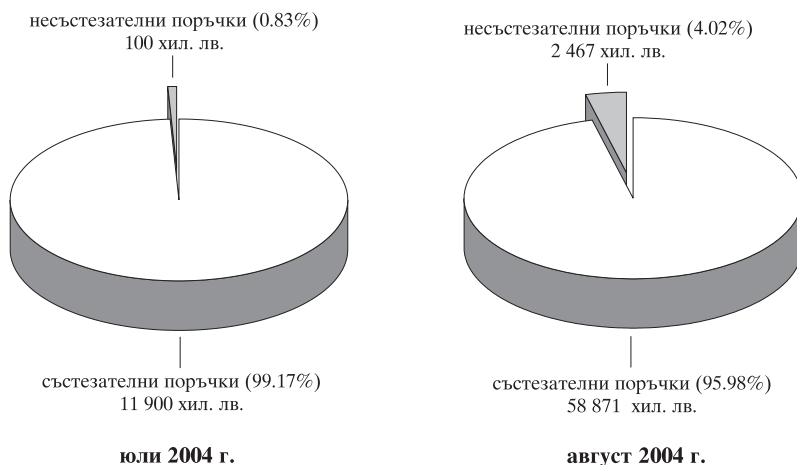 несъстезателни поръчки (0.83%)
100 хил. лв.
състезателни поръчки (99.17%)
11 900 хил. лв.
юли 2004 г.
несъстезателни поръчки (4.02%)
2 467 хил. лв.
състезателни поръчки (95.98%)
58 871 хил. лв.
август 2004 г.